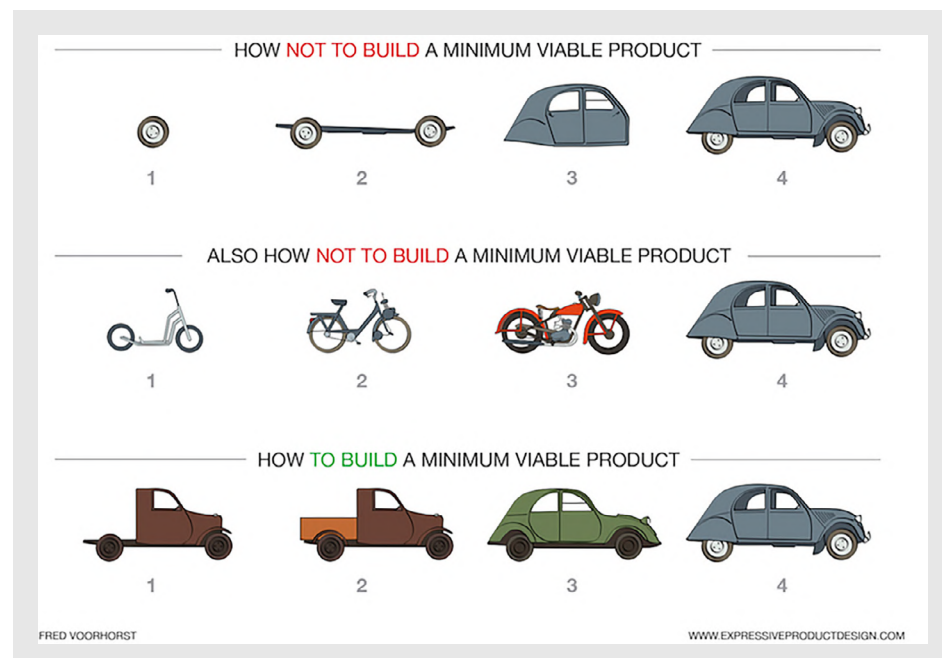 HOW NOT TO BUILD A MINIMUM VIABLE PRODUCT
1 2 3 4
ALSO HOW NOT TO BUILD A MINIMUM VIABLE PRODUCT
1 2 3 4
HOW TO BUILD A MINIMUM VIABLE PRODUCT
1 2 3 4
FRED VOORHORST WWW.EXPRESSIVEPRODUCTDESIGN.COM